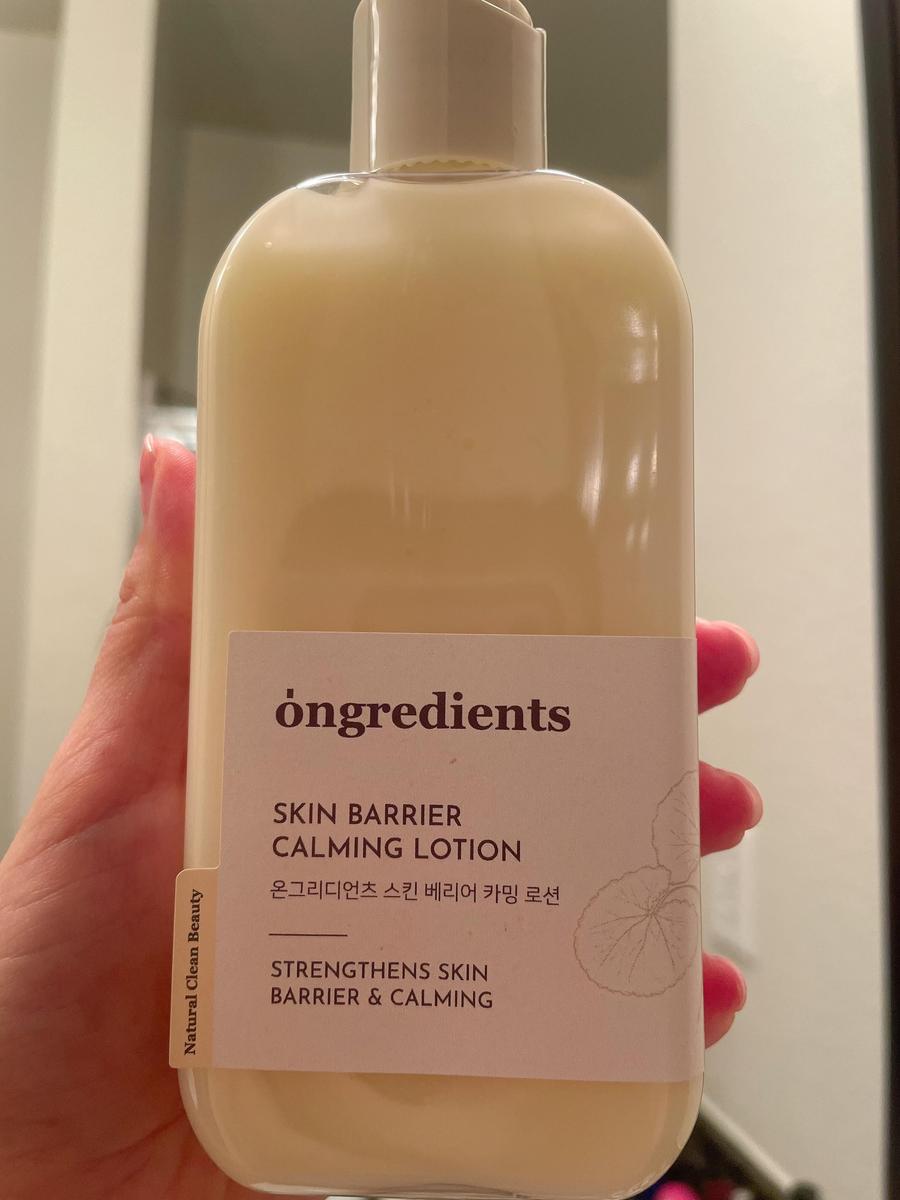 ongredients
SKIN BARRIER
CALMING LOTION
온그리디언츠 스킨 베리어 카밍 로션
STRENGTHENS SKIN
BARRIER & CALMING
Natural Clean Beauty